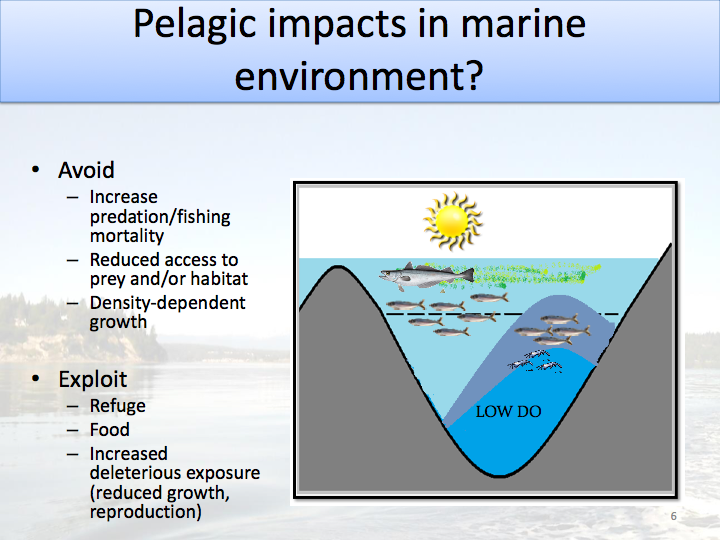 Pelagic impacts in marine
environment?
• Avoid
– Increase
predation/fishing
mortality
– Reduced access to
prey and/or habitat
– Density-dependent
growth
• Exploit
– Refuge
– Food
– Increased
deleterious exposure
(reduced growth,
reproduction)
LOW DO
6